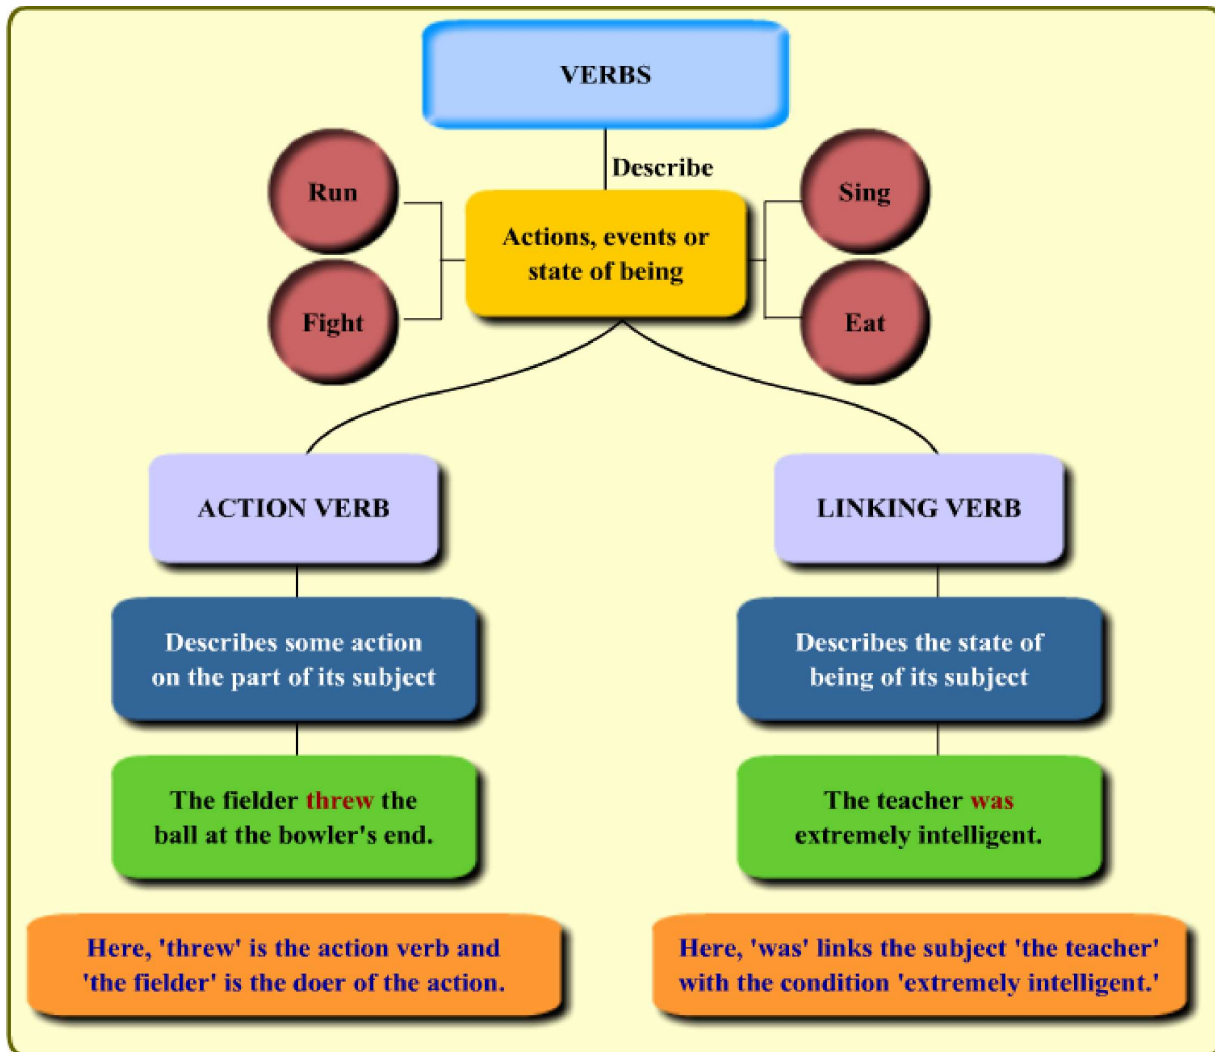 VERBS
Describe
Run
Sing
Actions, events or
state of being
Fight
Eat
ACTION VERB
LINKING VERB
Describes some action
on the part of its subject
Describes the state of
being of its subject
The fielder threw the
ball at the bowler's end.
The teacher was
extremely intelligent.
Here, 'threw' is the action verb and
'the fielder' is the doer of the action.
Here, 'was' links the subject 'the teacher'
with the condition 'extremely intelligent.'